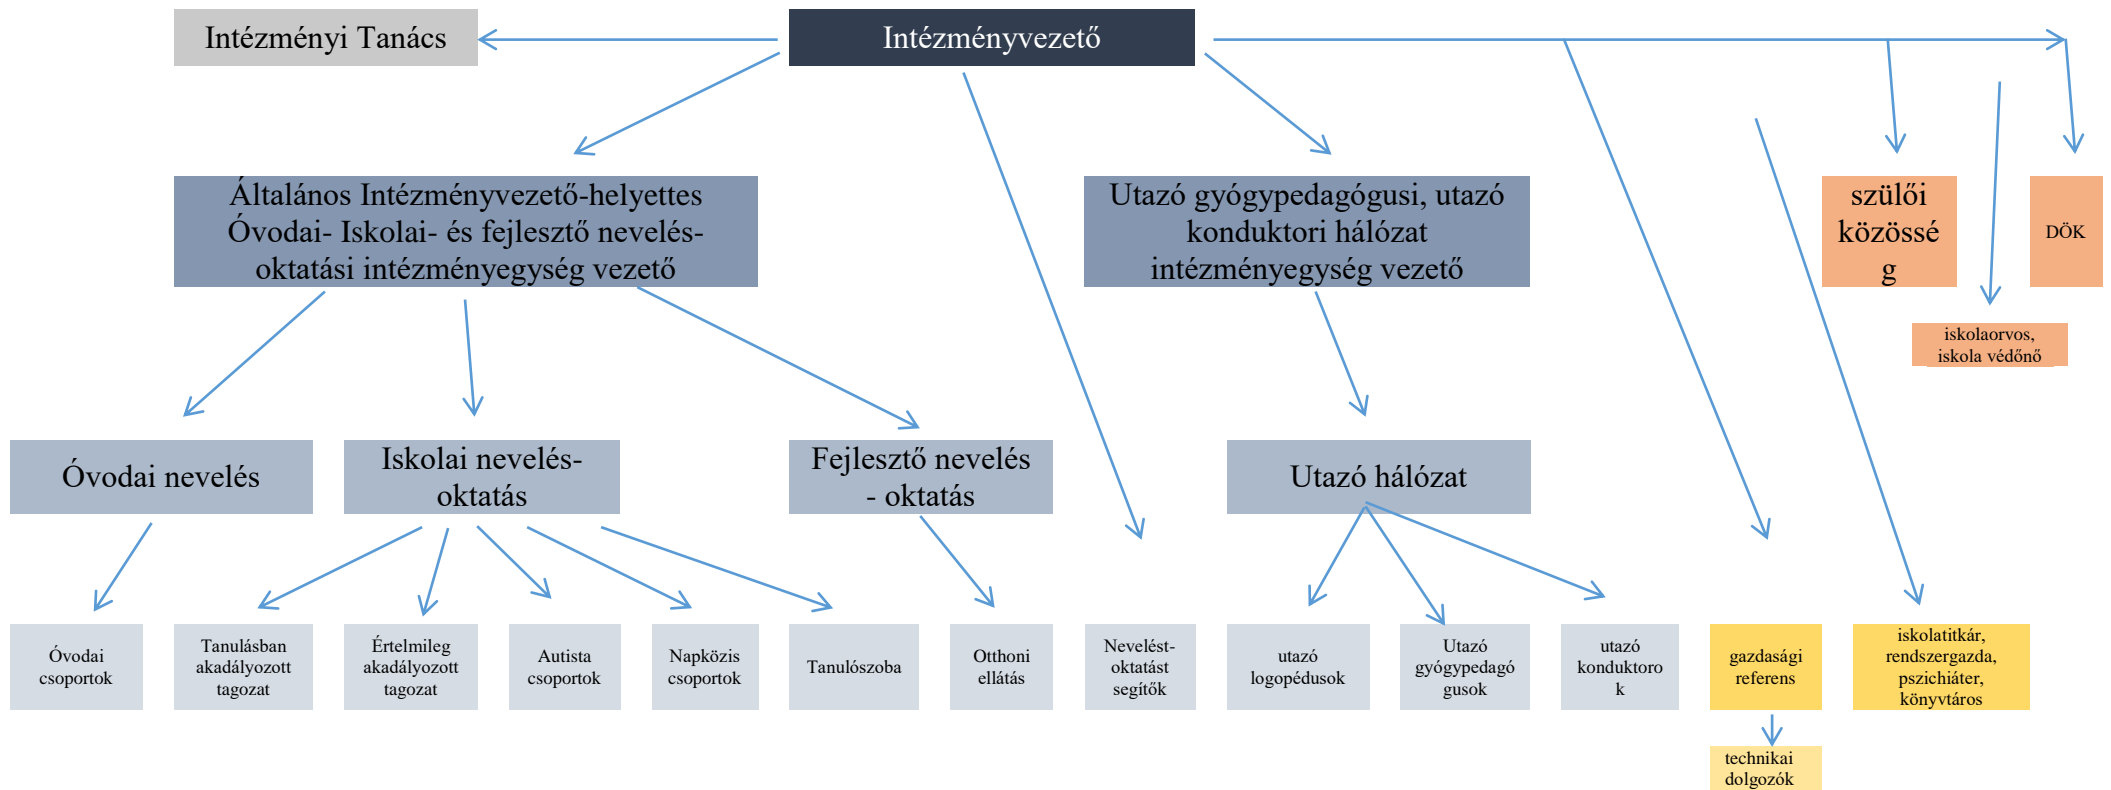 Intézményi Tanács
Intézményvezető
Általános Intézményvezető-helyettes
Óvodai- Iskolai- és fejlesztő nevelés-
oktatási intézményegység vezető
Utazó gyógypedagógusi, utazó
konduktori hálózat
intézményegység vezető
szülői
közössé
g
DÖK
iskolaorvos,
iskola védőnő
Óvodai nevelés
Iskolai nevelés-
oktatás
Fejlesztő nevelés
- oktatás
Utazó hálózat
Óvodai
csoportok
Tanulásban
akadályozott
tagozat
Értelmileg
akadályozott
tagozat
Autista
csoportok
Napközis
csoportok
Tanulószoba
Otthoni
ellátás
Nevelést-
oktatást
segítők
utazó
logopédusok
Utazó
gyógypedagó
gusok
utazó
konduktoro
k
gazdasági
referens
iskolatitkár,
rendszergazda,
pszichiáter,
könyvtáros
technikai
dolgozók